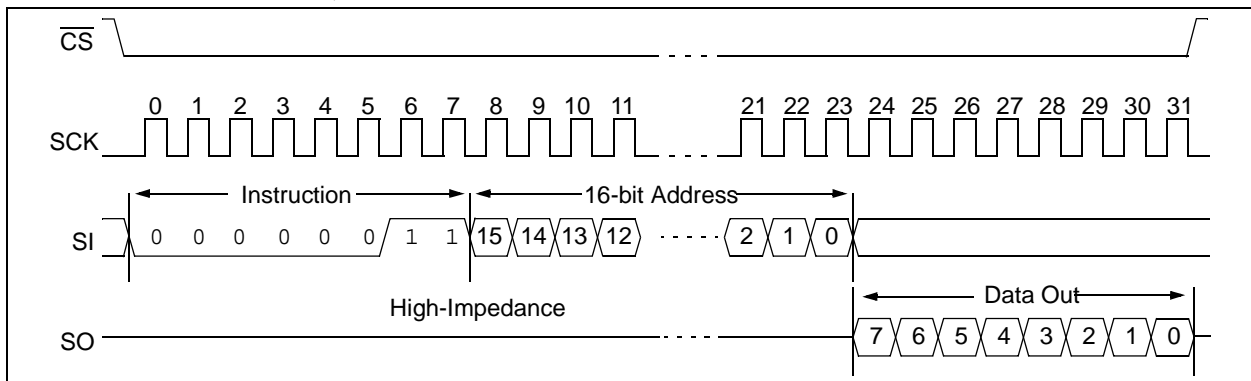 CS
0 1 2 3 4 5 6 7 8 9 10 11 21 22 23 24 25 26 27 28 29 30 31
SCK
Instruction 16-bit Address
SI 0 0 0 0 0 0 1 1 15 14 13 12 2 1 0
High-Impedance Data Out
SO 7 6 5 4 3 2 1 0